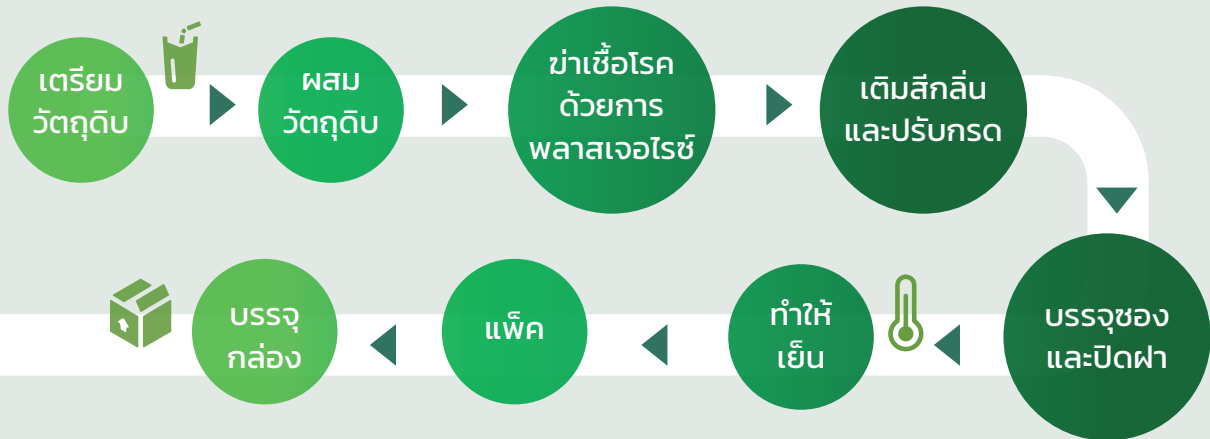 เตรียม
วัตถุดิบ
ผสม
วัตถุดิบ
ฆ่าเชื้อโรค
ด้วยการ
พลาสเจอไรซ์
เติมสีกลิ่น
และปรับกรด
บรรจุซอง
และปิดฝา
ทำให้
เย็น
แพ็ค
บรรจุ
กล่อง